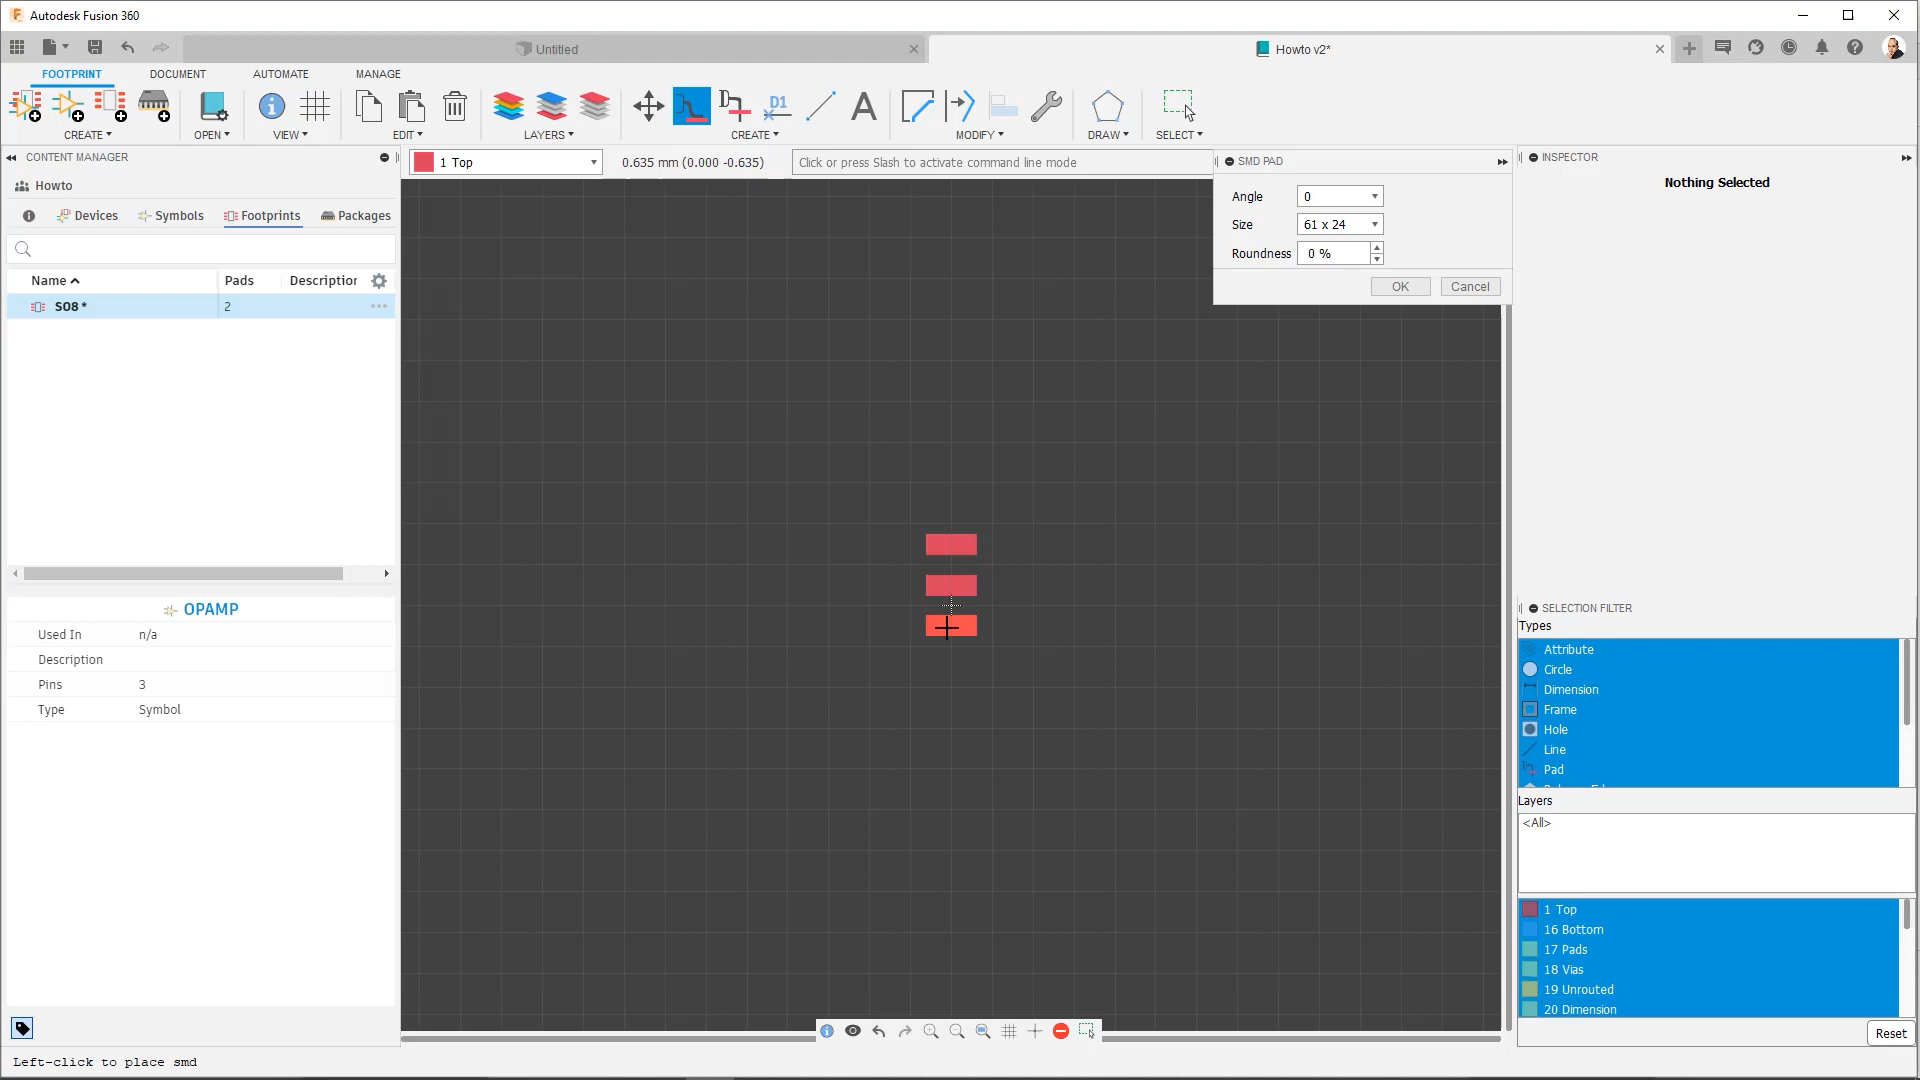 Autodesk Fusion 360
Untitled
Howto v2*
FOOTPRINT DOCUMENT AUTOMATE MANAGE
D1
CREATE OPEN VIEW EDIT LAYERS CREATE MODIFY DRAW SELECT
CONTENT MANAGER
1 Top
0.635 mm (0.000 -0.635)
Click or press Slash to activate command line mode
SMD PAD
INSPECTOR
Howto
Nothing Selected
Angle 0
Size 61 x 24
Roundness 0 %
OK Cancel
Devices Symbols Footprints Packages
Name Pads Description
S08 * 2
OPAMP
Used In n/a
Description
Pins 3
Type Symbol
SELECTION FILTER
Types
Attribute
Circle
Dimension
Frame
Hole
Line
Pad
Layers
<All>
1 Top
16 Bottom
17 Pads
18 Vias
19 Unrouted
20 Dimension
Reset
Left-click to place smd